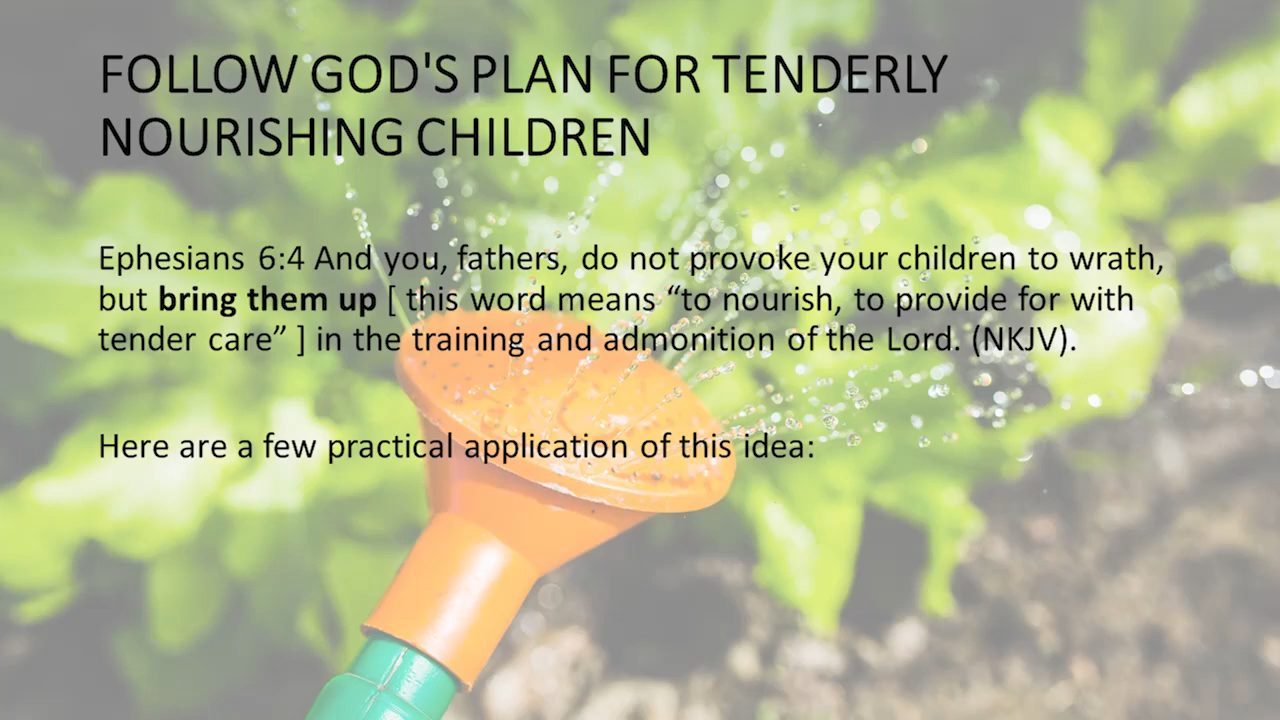 FOLLOW GOD'S PLAN FOR TENDERLY
NOURISHING CHILDREN
Ephesians 6:4 And you, fathers, do not provoke your children to wrath,
but bring them up [ this word means “to nourish, to provide for with
tender care” ] in the training and admonition of the Lord. (NKJV).
Here are a few practical application of this idea: